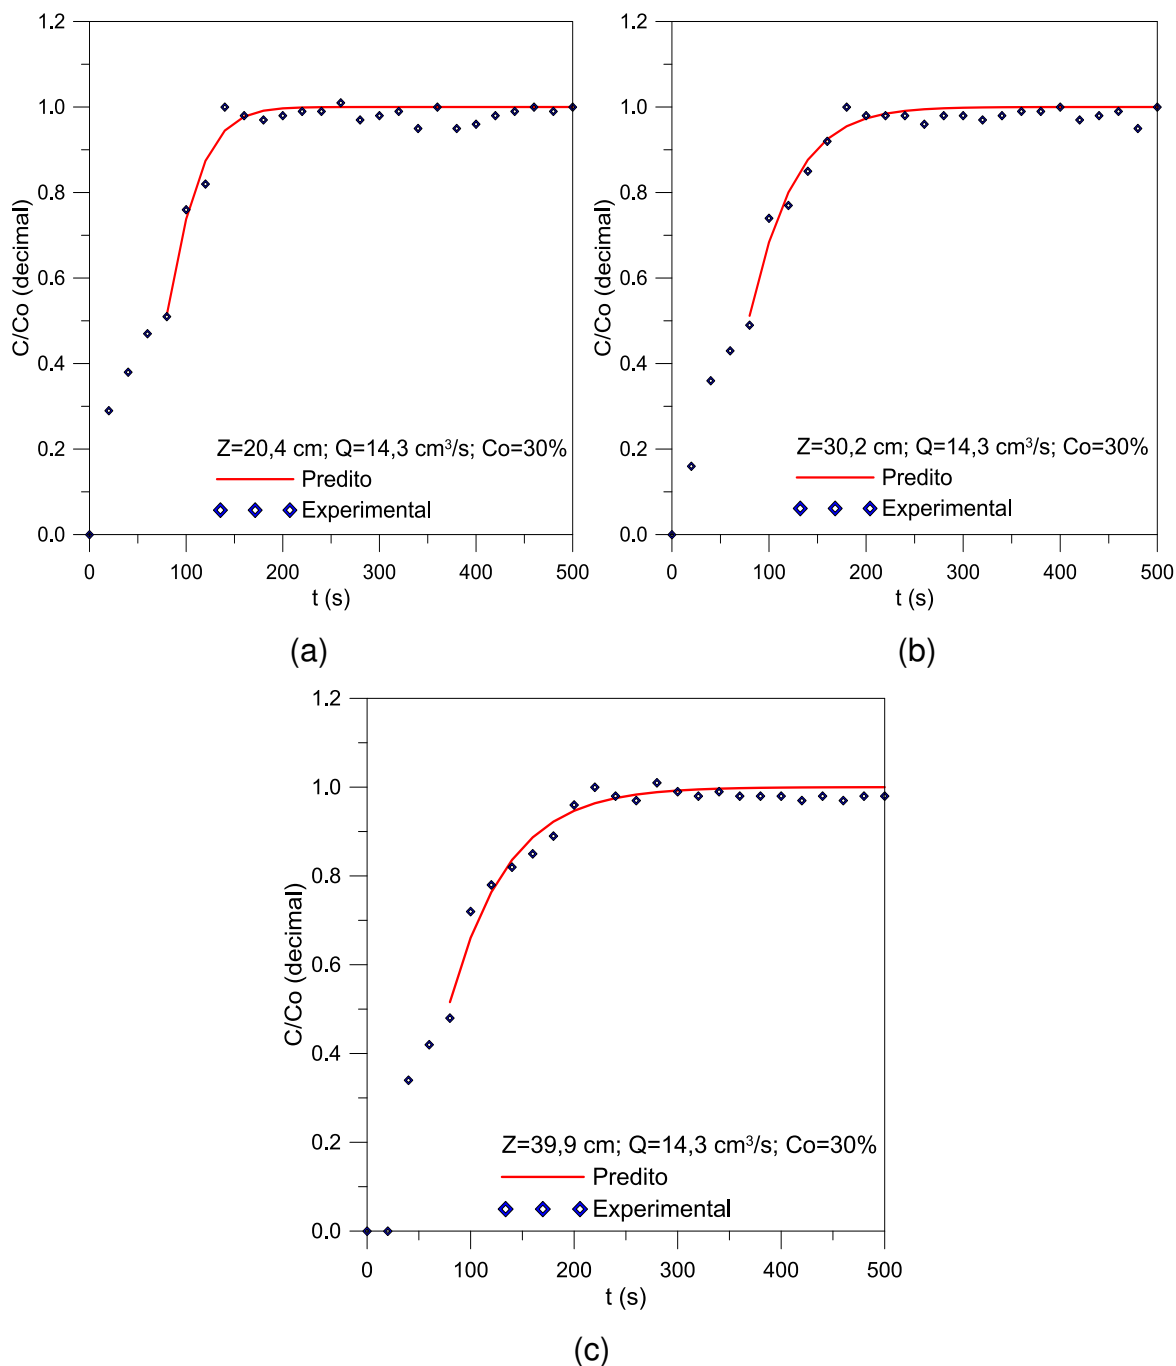 1.2
1.0
0.8
0.6
0.4
0.2
0.0
C/Co (decimal)
Z=20,4 cm; Q=14,3 cm³/s; Co=30%
Predito
Experimental
0 100 200 300 400 500
t (s)
(a)
1.2
1.0
0.8
0.6
0.4
0.2
0.0
C/Co (decimal)
Z=30,2 cm; Q=14,3 cm³/s; Co=30%
Predito
Experimental
0 100 200 300 400 500
t (s)
(b)
1.2
1.0
0.8
0.6
0.4
0.2
0.0
C/Co (decimal)
Z=39,9 cm; Q=14,3 cm³/s; Co=30%
Predito
Experimental
0 100 200 300 400 500
t (s)
(c)